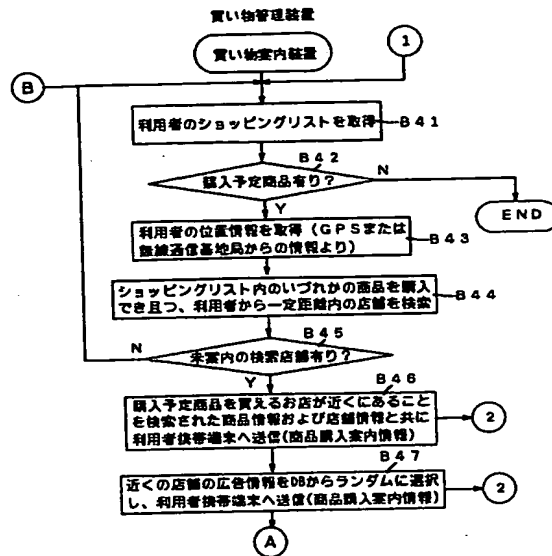 買い物管理装置
買い物案内装置
1
B
利用者のショッピングリストを取得
B41
B42
購入予定商品有り？
N
Y
END
利用者の位置情報を取得（GPSまたは
無線通信基地局からの情報より）
B43
ショッピングリスト内のいづれかの商品を購入
でき且つ、利用者から一定距離内の店舗を検索
B44
B45
N
未案内の検索店舗有り？
Y
B46
購入予定商品を買えるお店が近くにあること
を検索された商品情報および店舗情報と共に
利用者携帯端末へ送信(商品購入案内情報)
2
B47
近くの店舗の広告情報をDBからランダムに選択
し、利用者携帯端末へ送信(商品購入案内情報)
2
A